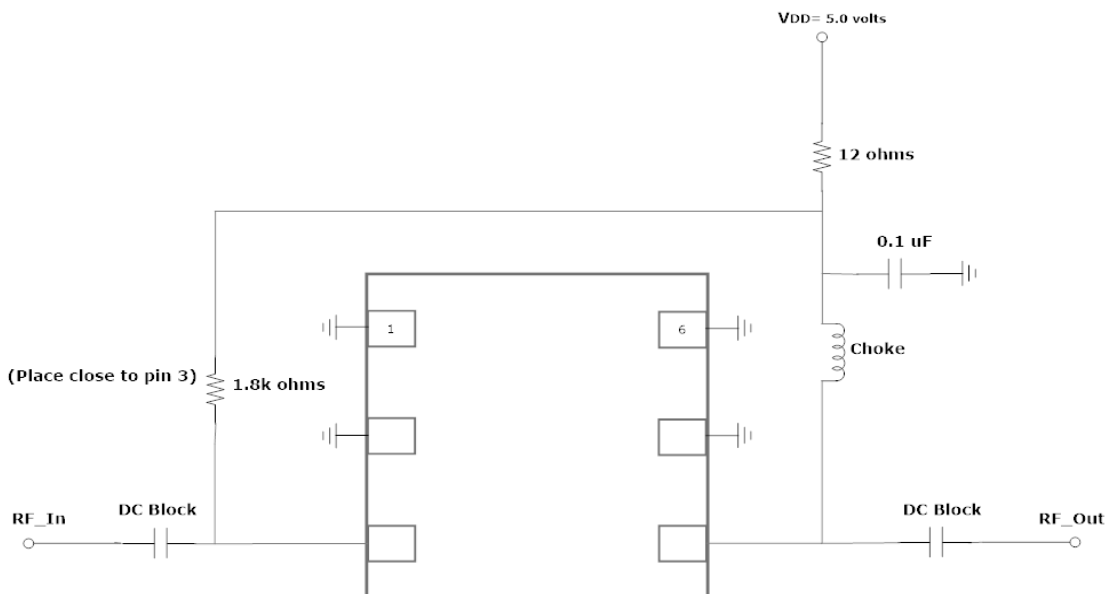 VDD= 5.0 volts
12 ohms
0.1 uF
1
6
Choke
(Place close to pin 3)
1.8k ohms
DC Block
DC Block
RF_In
RF_Out